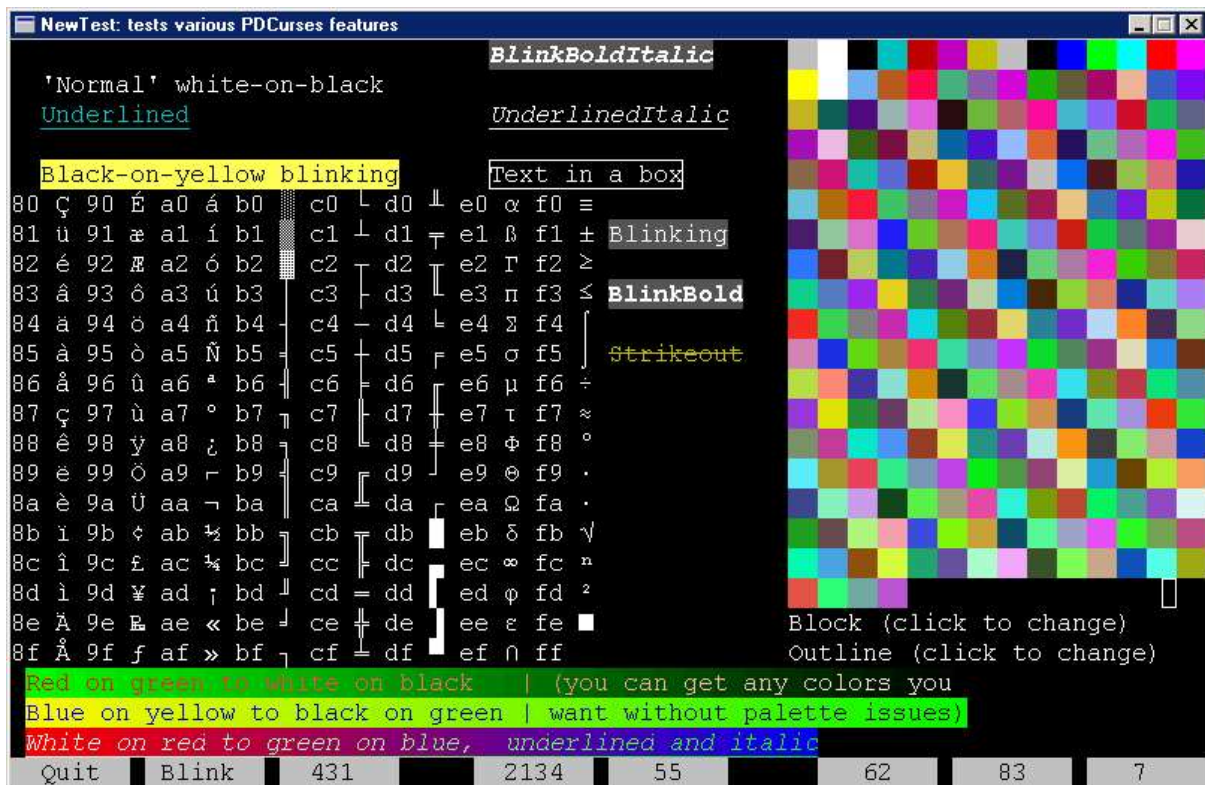 NewTest: tests various PDCurses features
BlinkBoldItalic
'Normal' white-on-black
Underlined UnderlinedItalic
Black-on-yellow blinking Text in a box
80 Ç 90 É a0 á b0 ░ c0 └ d0 ╨ e0 α f0 ≡
81 ü 91 æ a1 í b1 ▒ c1 ┴ d1 ╤ e1 ß f1 ± Blinking
82 é 92 Æ a2 ó b2 ▓ c2 ┬ d2 ╥ e2 Γ f2 ≥
83 â 93 ô a3 ú b3 │ c3 ├ d3 ╙ e3 π f3 ≤ BlinkBold
84 ä 94 ö a4 ñ b4 ┤ c4 ─ d4 ╘ e4 Σ f4 ⌠
85 à 95 ò a5 Ñ b5 ╡ c5 ┼ d5 ╒ e5 σ f5 ⌡ Strikeout
86 å 96 û a6 ª b6 ╢ c6 ╞ d6 ╓ e6 µ f6 ÷
87 ç 97 ù a7 º b7 ╖ c7 ╟ d7 ╫ e7 τ f7 ≈
88 ê 98 ÿ a8 ¿ b8 ╕ c8 ╚ d8 ╪ e8 Φ f8 °
89 ë 99 Ö a9 ⌐ b9 ╣ c9 ╔ d9 ┘ e9 Θ f9 ∙
8a è 9a Ü aa ¬ ba ║ ca ╩ da ┌ ea Ω fa ·
8b ï 9b ¢ ab ½ bb ╗ cb ╦ db █ eb δ fb √
8c î 9c £ ac ¼ bc ╝ cc ╠ dc ▄ ec ∞ fc ⁿ
8d ì 9d ¥ ad ¡ bd ╜ cd ═ dd ▌ ed φ fd ²
8e Ä 9e ₧ ae « be ╛ ce ╬ de ▐ ee ε fe ■ Block (click to change)
8f Å 9f ƒ af » bf ┐ cf ╧ df ▀ ef ∩ ff Outline (click to change)
Red on green to white on black | (you can get any colors you
Blue on yellow to black on green | want without palette issues)
White on red to green on blue, underlined and italic
Quit Blink 431 2134 55 62 83 7